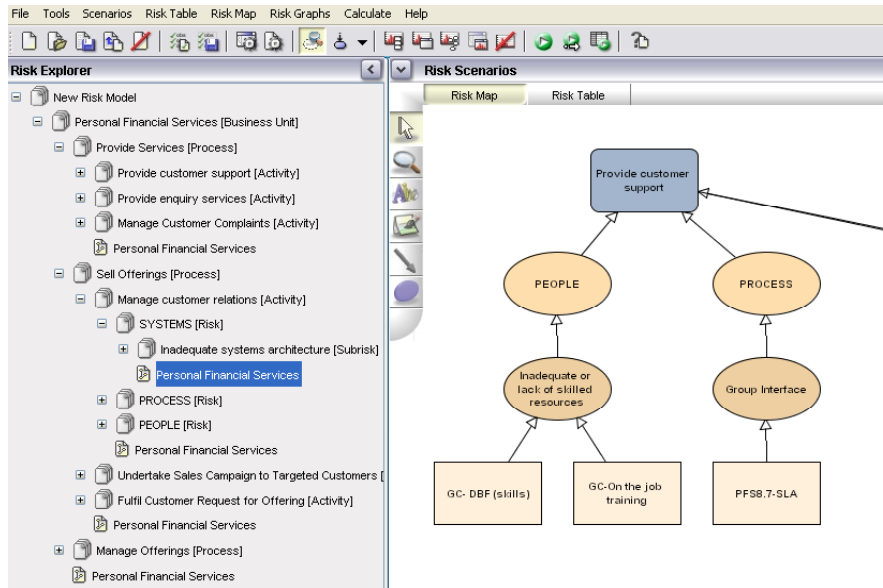 File Tools Scenarios Risk Table Risk Map Risk Graphs Calculate Help
Risk Explorer
New Risk Model
Personal Financial Services [Business Unit]
Provide Services [Process]
Provide customer support [Activity]
Provide enquiry services [Activity]
Manage Customer Complaints [Activity]
Personal Financial Services
Sell Offerings [Process]
Manage customer relations [Activity]
SYSTEMS [Risk]
Inadequate systems architecture [Subrisk]
Personal Financial Services
PROCESS [Risk]
PEOPLE [Risk]
Personal Financial Services
Undertake Sales Campaign to Targeted Customers [
Fulfil Customer Request for Offering [Activity]
Personal Financial Services
Manage Offerings [Process]
Personal Financial Services
Risk Scenarios
Risk Map Risk Table
Abc
Provide customer
support
PEOPLE
PROCESS
Inadequate or
lack of skilled
resources
Group Interface
GC- DBF (skills)
GC-On the job
training
PFS8.7-SLA